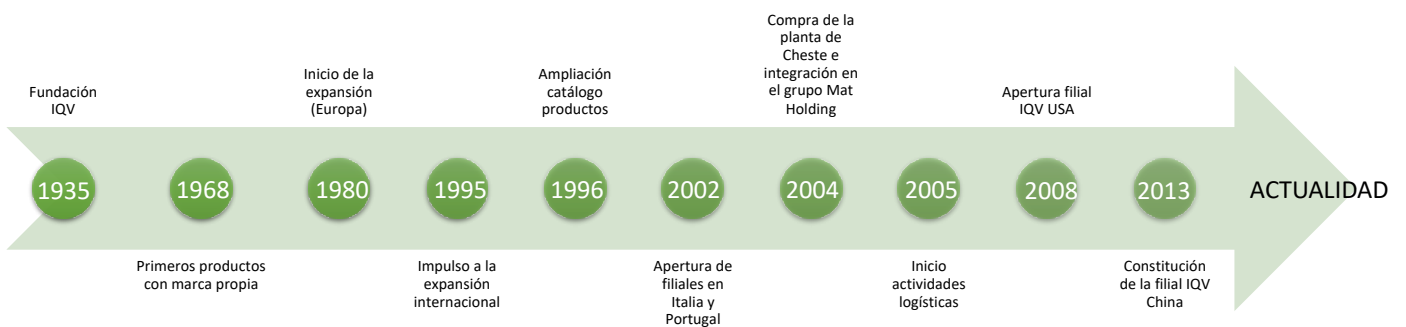 Fundación
IQV
1935
1968
Primeros productos
con marca propia
Inicio de la
expansión
(Europa)
1980
1995
Impulso a la
expansión
internacional
Ampliación
catálogo
productos
1996
2002
Apertura de
filiales en
Italia y
Portugal
Compra de la
planta de
Cheste e
integración en
el grupo Mat
Holding
2004
2005
Inicio
actividades
logísticas
Apertura filial
IQV USA
2008
2013
Constitución
de la filial IQV
China
ACTUALIDAD